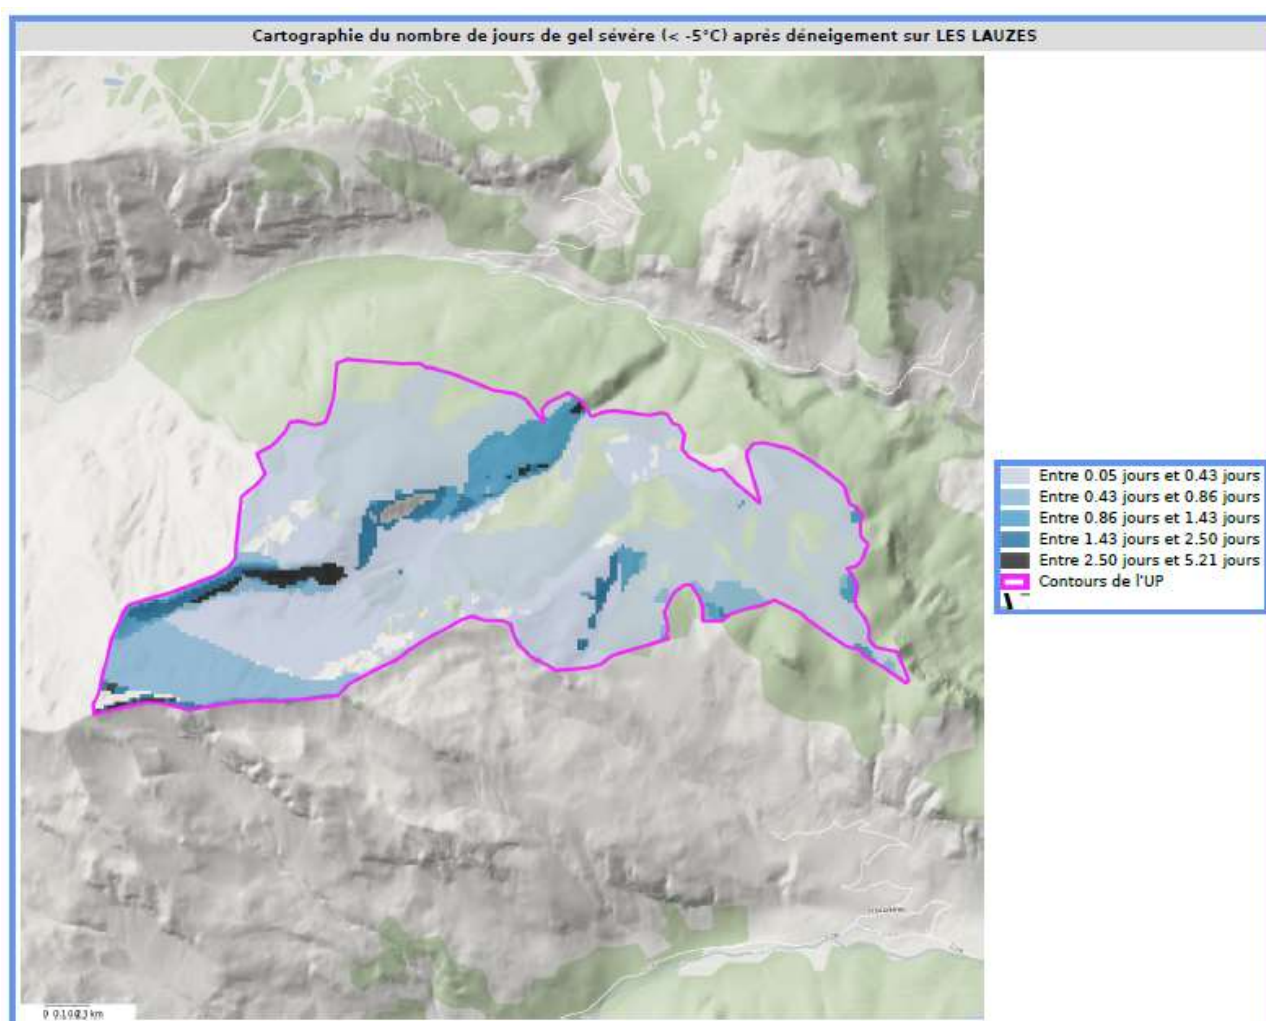 Cartographie du nombre de jours de gel sévère (< -5°C) après déneigement sur LES LAUZES
Entre 0.05 jours et 0.43 jours
Entre 0.43 jours et 0.86 jours
Entre 0.86 jours et 1.43 jours
Entre 1.43 jours et 2.50 jours
Entre 2.50 jours et 5.21 jours
Contours de l'UP
km